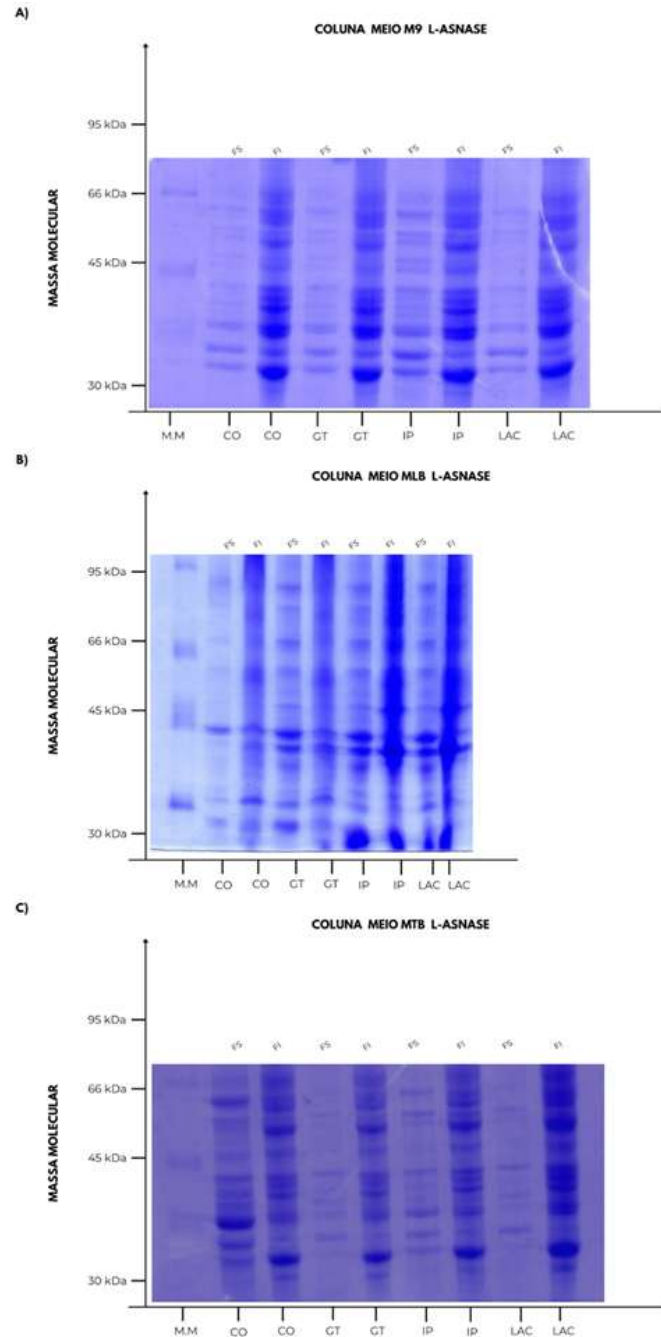 A)
COLUNA MEIO M9 L-ASNASE
MASSA MOLECULAR
95 kDa
FS FI FS FI FS FI FS FI
66 kDa
45 kDa
30 kDa
M.M CO CO GT GT IP IP LAC LAC
B)
COLUNA MEIO MLB L-ASNASE
MASSA MOLECULAR
FS FI FS FI FS FI FS FI
95 kDa
66 kDa
45 kDa
30 kDa
M.M CO CO GT GT IP IP LAC LAC
C)
COLUNA MEIO MTB L-ASNASE
MASSA MOLECULAR
95 kDa
FS FI FS FI FS FI FS FI
66 kDa
45 kDa
30 kDa
M.M CO CO GT GT IP IP LAC LAC